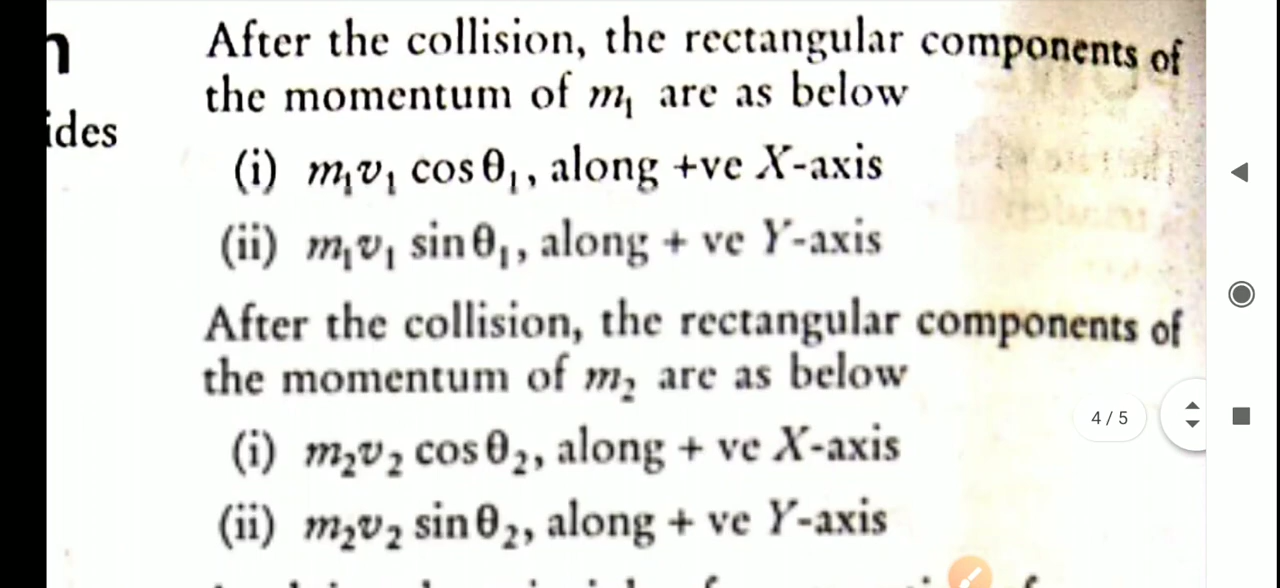 n
ides
After the collision, the rectangular components of
the momentum of m₁ are as below
(i) m₁v₁ cos θ₁, along +ve X-axis
(ii) m₁v₁ sin θ₁, along + ve Y-axis
After the collision, the rectangular components of
the momentum of m₂ are as below
(i) m₂v₂ cos θ₂, along + ve X-axis
(ii) m₂v₂ sin θ₂, along + ve Y-axis
4 / 5